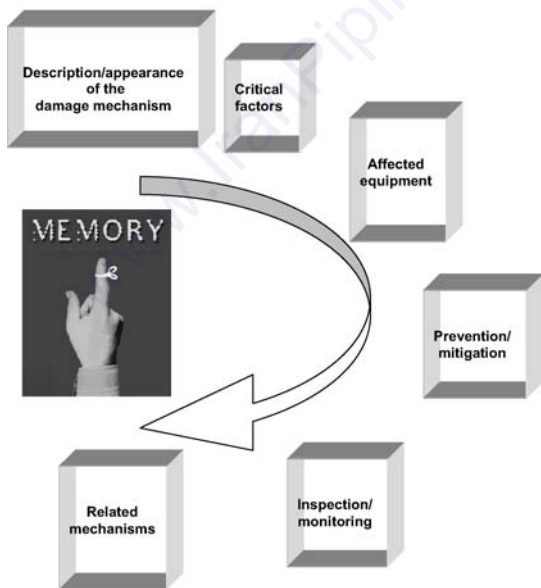 Description/appearance
of the
damage mechanism
Critical
factors
Affected
equipment
MEMORY
Prevention/
mitigation
Inspection/
monitoring
Related
mechanisms